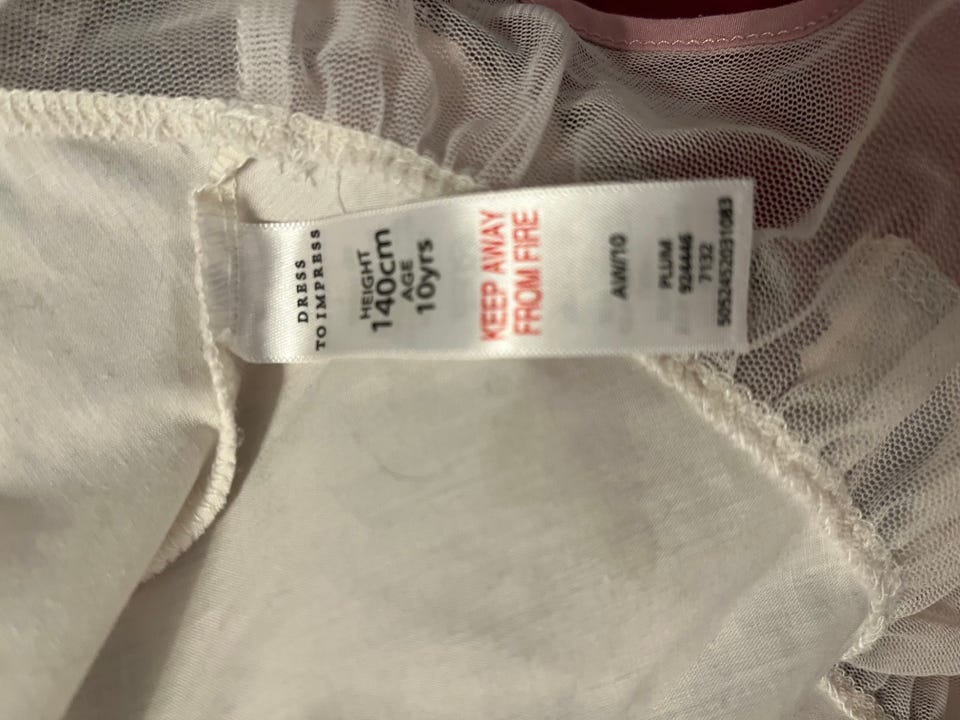 DRESS
TO IMPRESS
HEIGHT
140cm
AGE
10yrs
KEEP AWAY
FROM FIRE
AW/10
PLUM
924446
7132
5052452031083